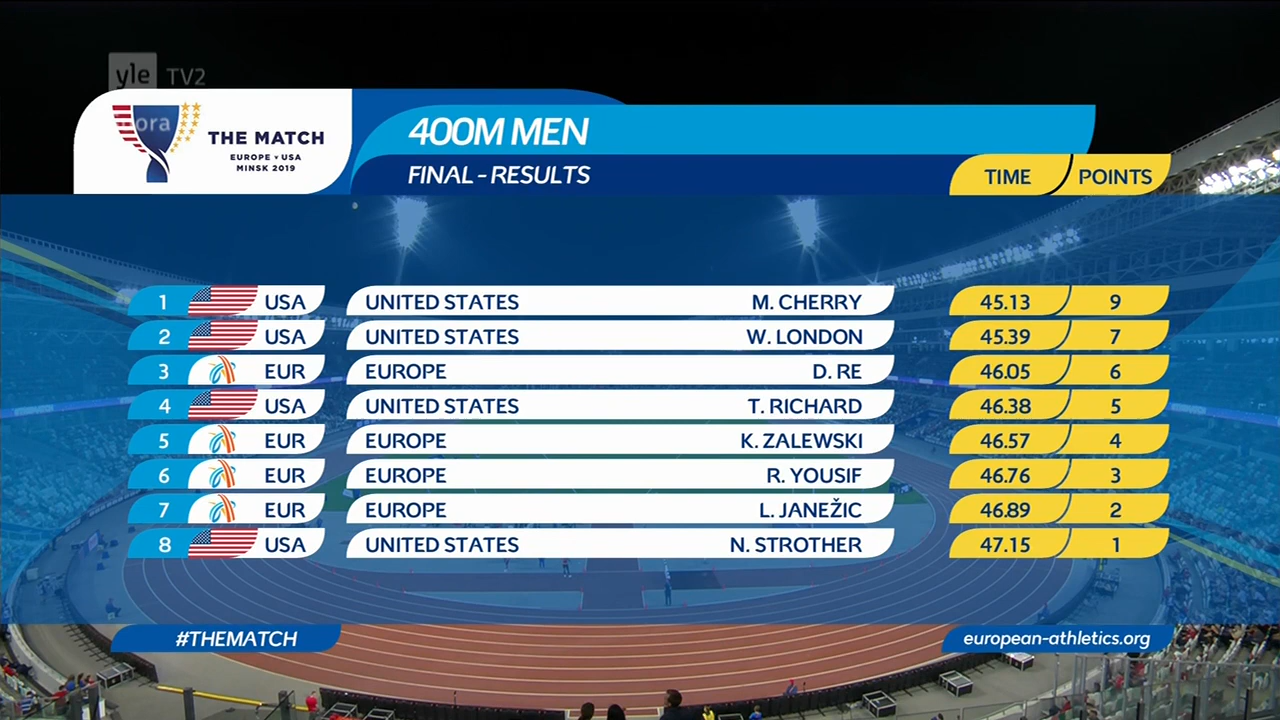 yle TV2
ora
THE MATCH
EUROPE v USA
MINSK 2019
400M MEN
FINAL - RESULTS
TIME POINTS
1 USA UNITED STATES M. CHERRY 45.13 9
2 USA UNITED STATES W. LONDON 45.39 7
3 EUR EUROPE D. RE 46.05 6
4 USA UNITED STATES T. RICHARD 46.38 5
5 EUR EUROPE K. ZALEWSKI 46.57 4
6 EUR EUROPE R. YOUSIF 46.76 3
7 EUR EUROPE L. JANEŽIC 46.89 2
8 USA UNITED STATES N. STROTHER 47.15 1
#THEMATCH european-athletics.org